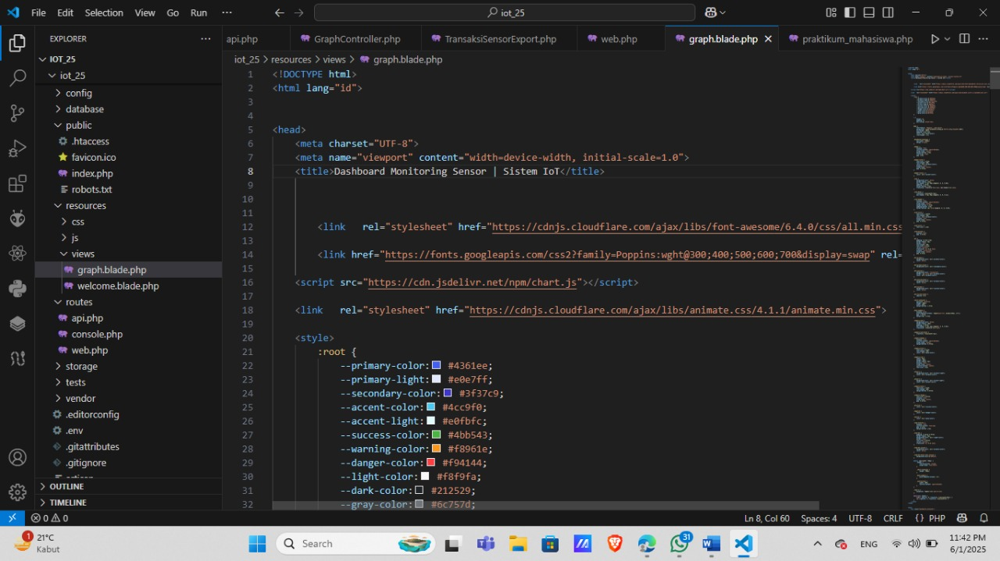 File Edit Selection View Go Run ··· iot_25
EXPLORER
IOT_25
iot_25
config
database
public
.htaccess
favicon.ico
index.php
robots.txt
resources
css
js
views
graph.blade.php
welcome.blade.php
routes
api.php
console.php
web.php
storage
tests
vendor
.editorconfig
.env
.gitattributes
.gitignore
OUTLINE
TIMELINE
api.php GraphController.php TransaksiSensorExport.php web.php graph.blade.php praktikum_mahasiswa.php
iot_25 > resources > views > graph.blade.php
1 <!DOCTYPE html>
2 <html lang="id">
3
4
5 <head>
6 <meta charset="UTF-8">
7 <meta name="viewport" content="width=device-width, initial-scale=1.0">
8 <title>Dashboard Monitoring Sensor | Sistem IoT</title>
9
10
11
12 <link rel="stylesheet" href="https://cdnjs.cloudflare.com/ajax/libs/font-awesome/6.4.0/css/all.min.css
13
14 <link href="https://fonts.googleapis.com/css2?family=Poppins:wght@300;400;500;600;700&display=swap" rel=
15
16 <script src="https://cdn.jsdelivr.net/npm/chart.js"></script>
17
18 <link rel="stylesheet" href="https://cdnjs.cloudflare.com/ajax/libs/animate.css/4.1.1/animate.min.css">
19
20 <style>
21 :root {
22 --primary-color: #4361ee;
23 --primary-light: #e0e7ff;
24 --secondary-color: #3f37c9;
25 --accent-color: #4cc9f0;
26 --accent-light: #e0fbfc;
27 --success-color: #4bb543;
28 --warning-color: #f8961e;
29 --danger-color: #f94144;
30 --light-color: #f8f9fa;
31 --dark-color: #212529;
32 --gray-color: #6c757d;
0 0 Ln 8, Col 60 Spaces: 4 UTF-8 CRLF { } PHP
1
21°C
Kabut
Search
31
ENG
11:42 PM
6/1/2025